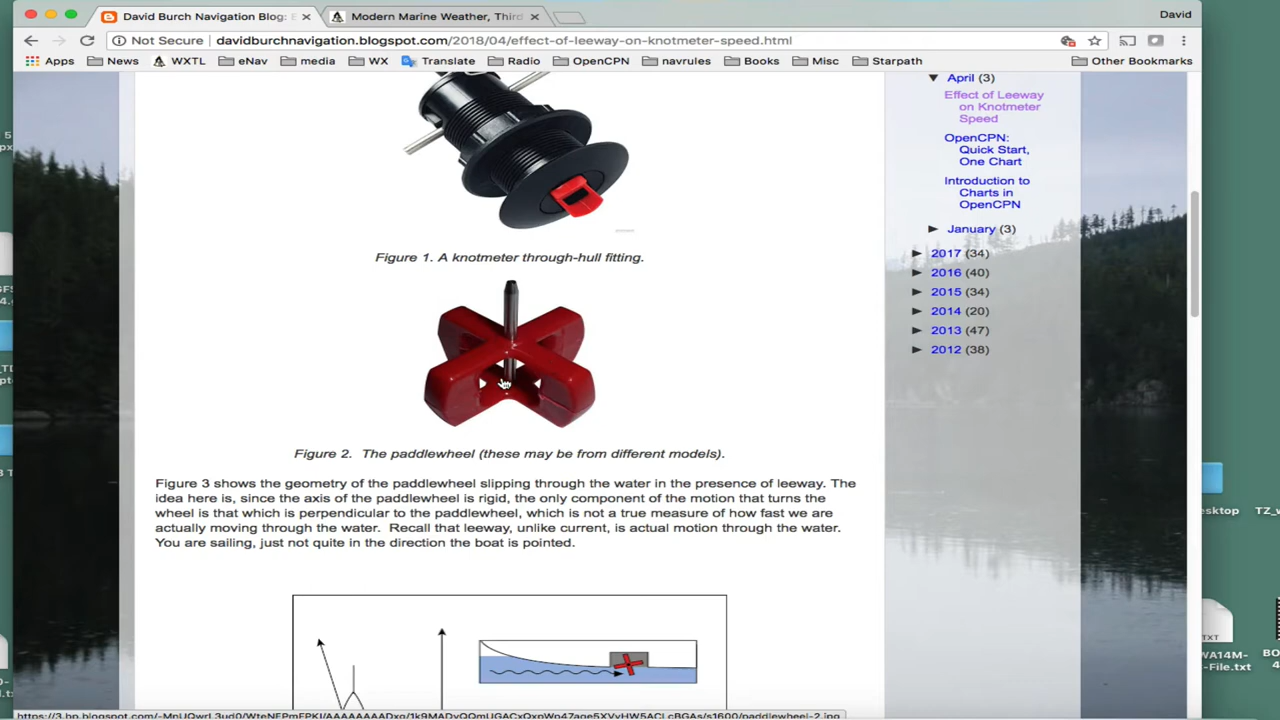 David Burch Navigation Blog: E
Modern Marine Weather, Third
David
Not Secure davidburchnavigation.blogspot.com/2018/04/effect-of-leeway-on-knotmeter-speed.html
Apps News WXTL eNav media WX Translate Radio OpenCPN navrules Books Misc Starpath Other Bookmarks
Figure 1. A knotmeter through-hull fitting.
Figure 2. The paddlewheel (these may be from different models).
Figure 3 shows the geometry of the paddlewheel slipping through the water in the presence of leeway. The
idea here is, since the axis of the paddlewheel is rigid, the only component of the motion that turns the
wheel is that which is perpendicular to the paddlewheel, which is not a true measure of how fast we are
actually moving through the water. Recall that leeway, unlike current, is actual motion through the water.
You are sailing, just not quite in the direction the boat is pointed.
▼ April (3)
Effect of Leeway
on Knotmeter
Speed
OpenCPN:
Quick Start,
One Chart
Introduction to
Charts in
OpenCPN
► January (3)
► 2017 (34)
► 2016 (40)
► 2015 (34)
► 2014 (20)
► 2013 (47)
► 2012 (38)
TXT